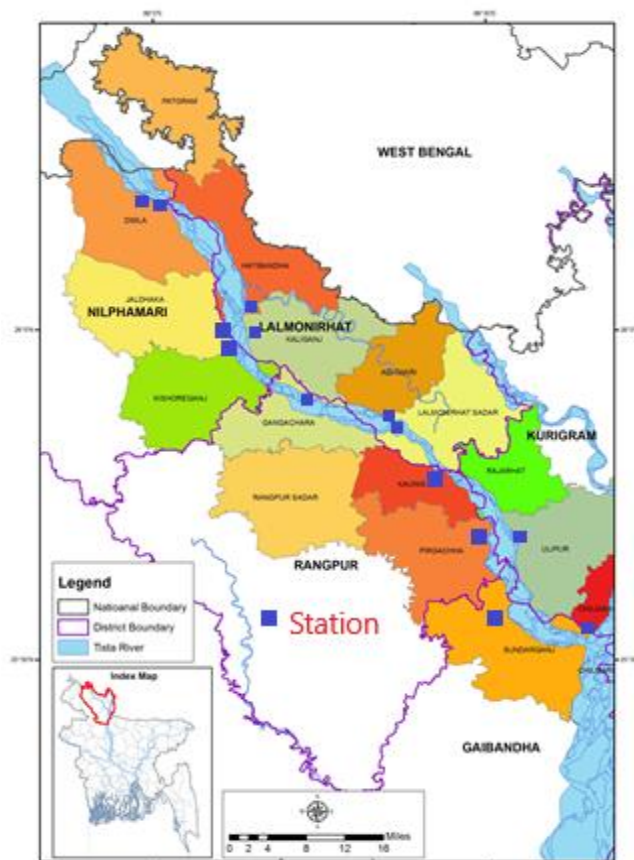 PATGRAM
WEST BENGAL
DIMLA
HATIBANDHA
JALDHAKA
NILPHAMARI
LALMONIRHAT
KALIGANJ
ADITMARI
KISHOREGANJ
LALMONIRHAT SADAR
GANGACHARA
KURIGRAM
RAJARHAT
KAUNIA
RANGPUR SADAR
ULIPUR
PIRGACHHA
RANGPUR
Legend
Natioanal Boundary
District Boundary
Tista River
Station
SUNDARGANJ
Index Map
GAIBANDHA
0 2 4 8 12 16
Miles